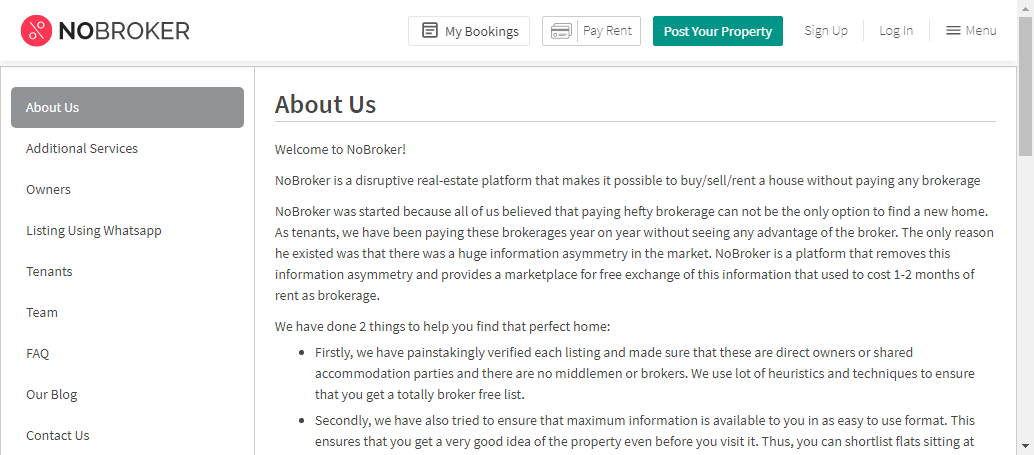 NOBROKER
My Bookings
Pay Rent
Post Your Property
Sign Up
Log In
Menu
About Us
Additional Services
Owners
Listing Using Whatsapp
Tenants
Team
FAQ
Our Blog
Contact Us
About Us
Welcome to NoBroker!
NoBroker is a disruptive real-estate platform that makes it possible to buy/sell/rent a house without paying any brokerage
NoBroker was started because all of us believed that paying hefty brokerage can not be the only option to find a new home.
As tenants, we have been paying these brokerages year on year without seeing any advantage of the broker. The only reason
he existed was that there was a huge information asymmetry in the market. NoBroker is a platform that removes this
information asymmetry and provides a marketplace for free exchange of this information that used to cost 1-2 months of
rent as brokerage.
We have done 2 things to help you find that perfect home:
• Firstly, we have painstakingly verified each listing and made sure that these are direct owners or shared
accommodation parties and there are no middlemen or brokers. We use lot of heuristics and techniques to ensure
that you get a totally broker free list.
• Secondly, we have also tried to ensure that maximum information is available to you in as easy to use format. This
ensures that you get a very good idea of the property even before you visit it. Thus, you can shortlist flats sitting at